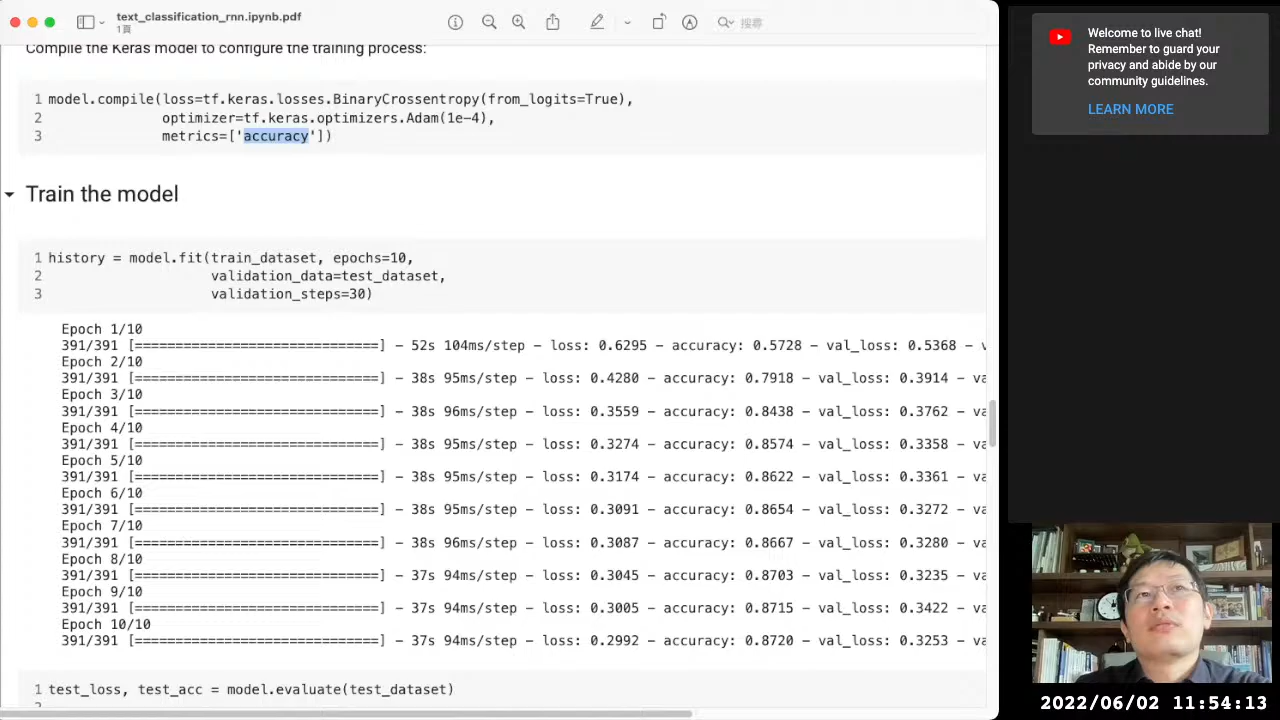 text_classification_rnn.ipynb.pdf
1頁
搜尋
Compile the Keras model to configure the training process:
1 model.compile(loss=tf.keras.losses.BinaryCrossentropy(from_logits=True),
2 optimizer=tf.keras.optimizers.Adam(1e-4),
3 metrics=['accuracy'])
Train the model
1 history = model.fit(train_dataset, epochs=10,
2 validation_data=test_dataset,
3 validation_steps=30)
Epoch 1/10
391/391 [==============================] - 52s 104ms/step - loss: 0.6295 - accuracy: 0.5728 - val_loss: 0.5368 - v
Epoch 2/10
391/391 [==============================] - 38s 95ms/step - loss: 0.4280 - accuracy: 0.7918 - val_loss: 0.3914 - va
Epoch 3/10
391/391 [==============================] - 38s 96ms/step - loss: 0.3559 - accuracy: 0.8438 - val_loss: 0.3762 - va
Epoch 4/10
391/391 [==============================] - 38s 95ms/step - loss: 0.3274 - accuracy: 0.8574 - val_loss: 0.3358 - va
Epoch 5/10
391/391 [==============================] - 38s 95ms/step - loss: 0.3174 - accuracy: 0.8622 - val_loss: 0.3361 - va
Epoch 6/10
391/391 [==============================] - 38s 95ms/step - loss: 0.3091 - accuracy: 0.8654 - val_loss: 0.3272 - va
Epoch 7/10
391/391 [==============================] - 38s 96ms/step - loss: 0.3087 - accuracy: 0.8667 - val_loss: 0.3280 - va
Epoch 8/10
391/391 [==============================] - 37s 94ms/step - loss: 0.3045 - accuracy: 0.8703 - val_loss: 0.3235 - va
Epoch 9/10
391/391 [==============================] - 37s 94ms/step - loss: 0.3005 - accuracy: 0.8715 - val_loss: 0.3422 - va
Epoch 10/10
391/391 [==============================] - 37s 94ms/step - loss: 0.2992 - accuracy: 0.8720 - val_loss: 0.3253 - va
1 test_loss, test_acc = model.evaluate(test_dataset)
Welcome to live chat!
Remember to guard your
privacy and abide by our
community guidelines.
LEARN MORE
2022/06/02 11:54:13